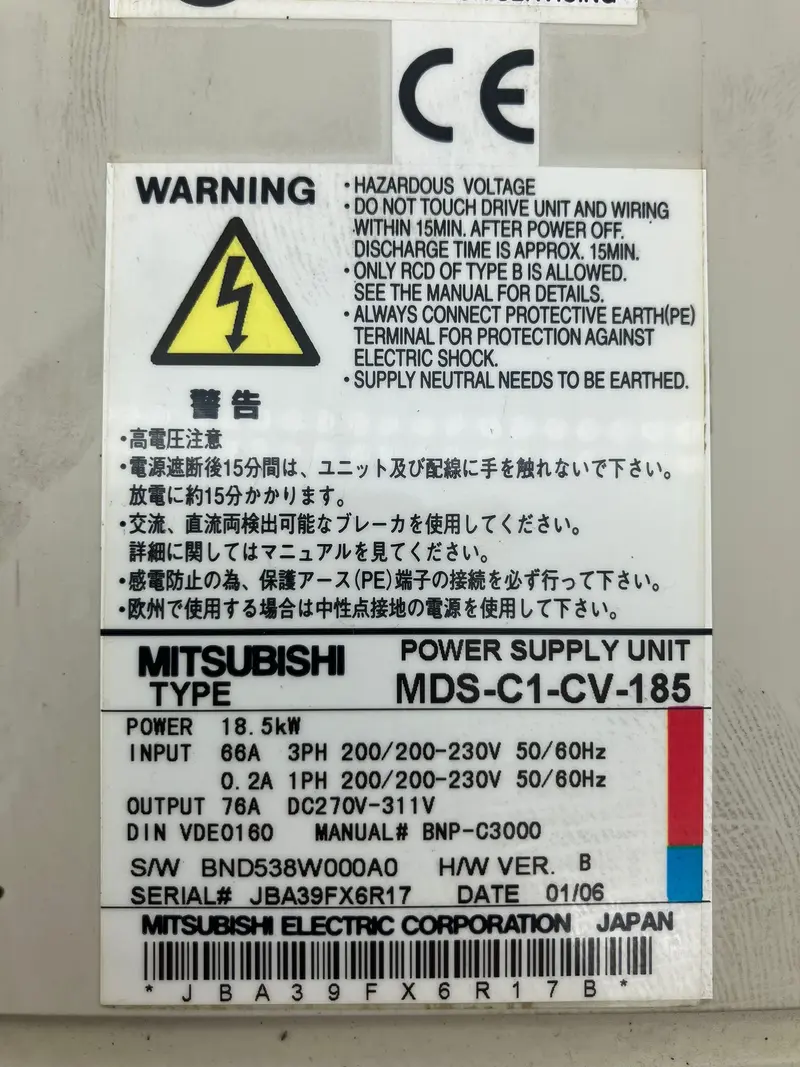 CE
WARNING
・HAZARDOUS VOLTAGE
・DO NOT TOUCH DRIVE UNIT AND WIRING
WITHIN 15MIN. AFTER POWER OFF.
DISCHARGE TIME IS APPROX. 15MIN.
・ONLY RCD OF TYPE B IS ALLOWED.
SEE THE MANUAL FOR DETAILS.
・ALWAYS CONNECT PROTECTIVE EARTH(PE)
TERMINAL FOR PROTECTION AGAINST
ELECTRIC SHOCK.
・SUPPLY NEUTRAL NEEDS TO BE EARTHED.
警告
・高電圧注意
・電源遮断後15分間は、ユニット及び配線に手を触れないで下さい。
放電に約15分かかります。
・交流、直流両検出可能なブレーカを使用してください。
詳細に関してはマニュアルを見てください。
・感電防止の為、保護アース(PE)端子の接続を必ず行って下さい。
・欧州で使用する場合は中性点接地の電源を使用して下さい。
MITSUBISHI POWER SUPPLY UNIT
TYPE MDS-C1-CV-185
POWER 18.5kW
INPUT 66A 3PH 200/200-230V 50/60Hz
0.2A 1PH 200/200-230V 50/60Hz
OUTPUT 76A DC270V-311V
DIN VDE0160 MANUAL# BNP-C3000
S/W BND538W000A0 H/W VER. B
SERIAL# JBA39FX6R17 DATE 01/06
MITSUBISHI ELECTRIC CORPORATION JAPAN
*JBA39FX6R17B*